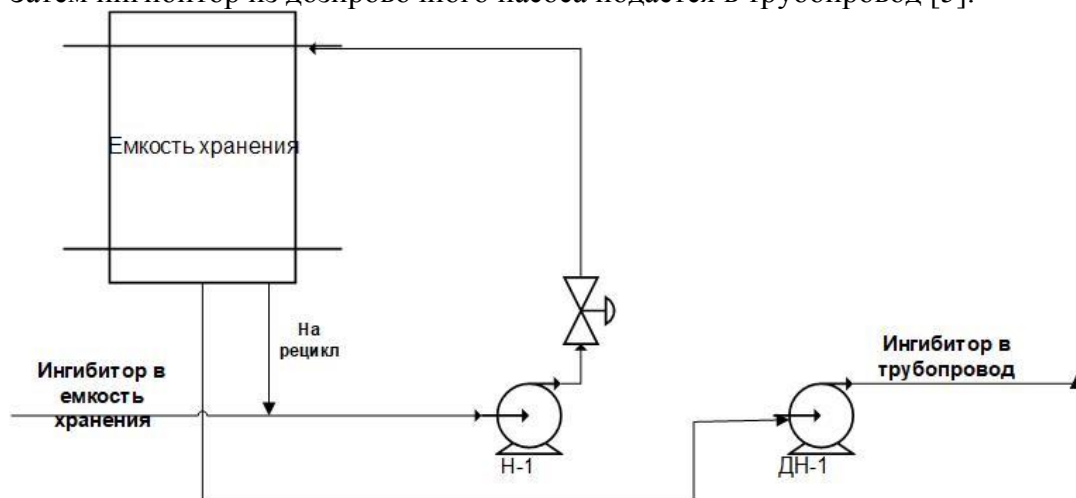 Затем ингибитор из дозировочного насоса подается в трубопровод [5].
Емкость хранения
На
рецикл
Ингибитор в
емкость
хранения
Н-1
Ингибитор в
трубопровод
ДН-1